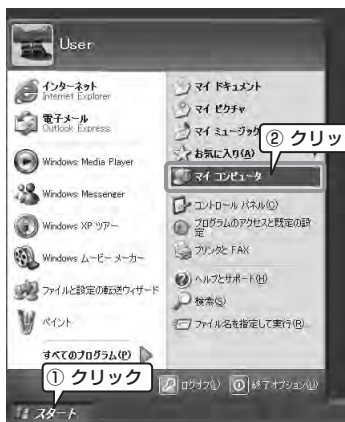 User
インターネット
Internet Explorer
電子メール
Outlook Express
Windows Media Player
Windows Messenger
Windows XP ツアー
Windows ムービー メーカー
ファイルと設定の転送ウィザード
ペイント
すべてのプログラム(P)
マイ ドキュメント
マイ ピクチャ
マイ ミュージック
お気に入り(A)
② クリッ
マイ コンピュータ
コントロール パネル(C)
プログラムのアクセスと既定の設
定
プリンタと FAX
ヘルプとサポート(H)
検索(S)
ファイル名を指定して実行(R)...
① クリック
ログオフ(L)
終了オプション(U)
スタート